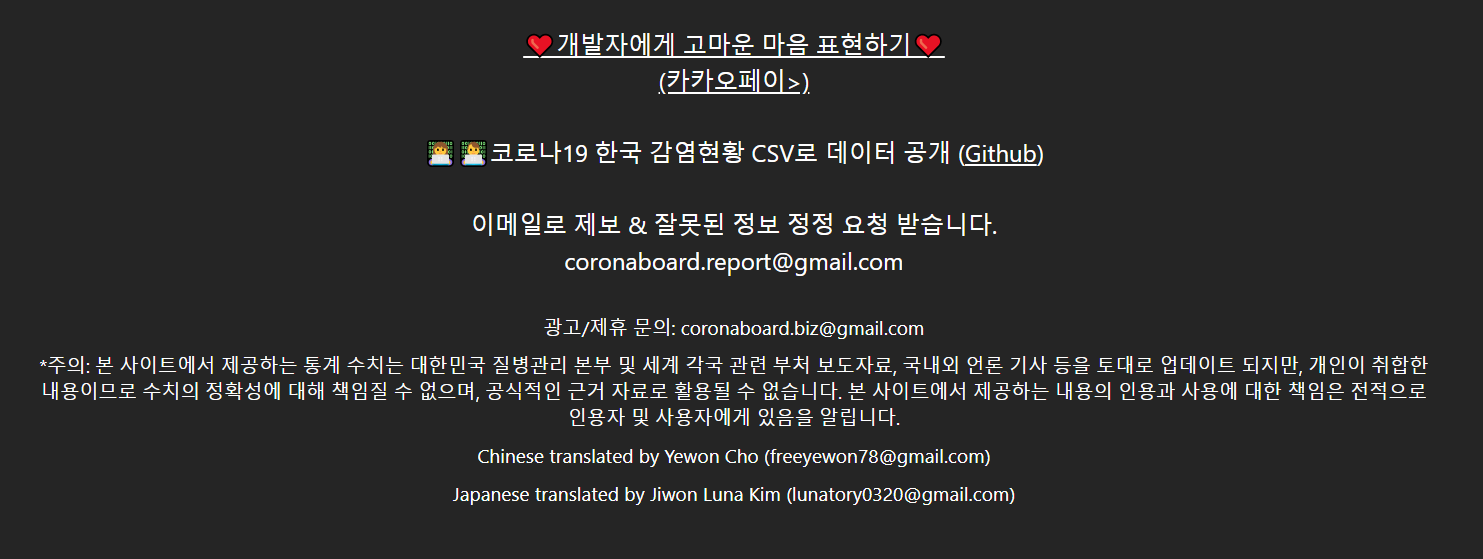 ❤️개발자에게 고마운 마음 표현하기❤️
(카카오페이>)
👨‍💻👩‍💻코로나19 한국 감염현황 CSV로 데이터 공개 (Github)
이메일로 제보 & 잘못된 정보 정정 요청 받습니다.
coronaboard.report@gmail.com
광고/제휴 문의: coronaboard.biz@gmail.com
*주의: 본 사이트에서 제공하는 통계 수치는 대한민국 질병관리 본부 및 세계 각국 관련 부처 보도자료, 국내외 언론 기사 등을 토대로 업데이트 되지만, 개인이 취합한
내용이므로 수치의 정확성에 대해 책임질 수 없으며, 공식적인 근거 자료로 활용될 수 없습니다. 본 사이트에서 제공하는 내용의 인용과 사용에 대한 책임은 전적으로
인용자 및 사용자에게 있음을 알립니다.
Chinese translated by Yewon Cho (freeyewon78@gmail.com)
Japanese translated by Jiwon Luna Kim (lunatory0320@gmail.com)